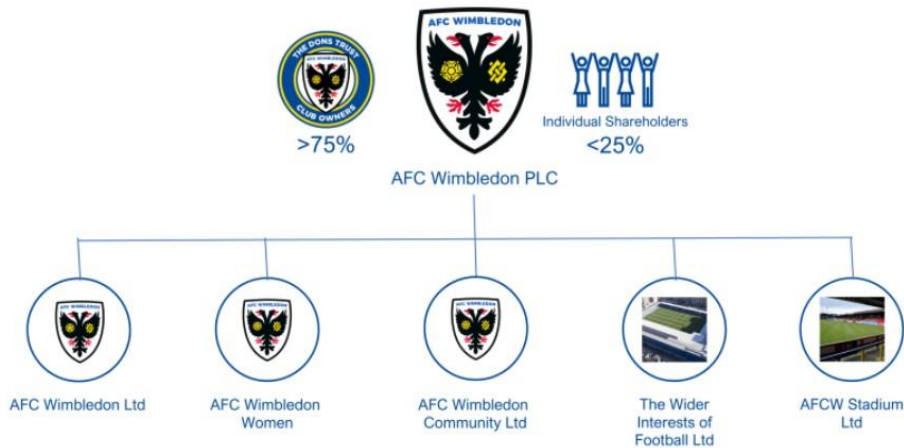 AFC WIMBLEDON
THE DONS TRUST
CLUB OWNERS
Individual Shareholders
>75%
<25%
AFC Wimbledon PLC
AFC WIMBLEDON
AFC WIMBLEDON
AFC WIMBLEDON
AFC Wimbledon Ltd
AFC Wimbledon
Women
AFC Wimbledon
Community Ltd
The Wider
Interests of
Football Ltd
AFCW Stadium
Ltd